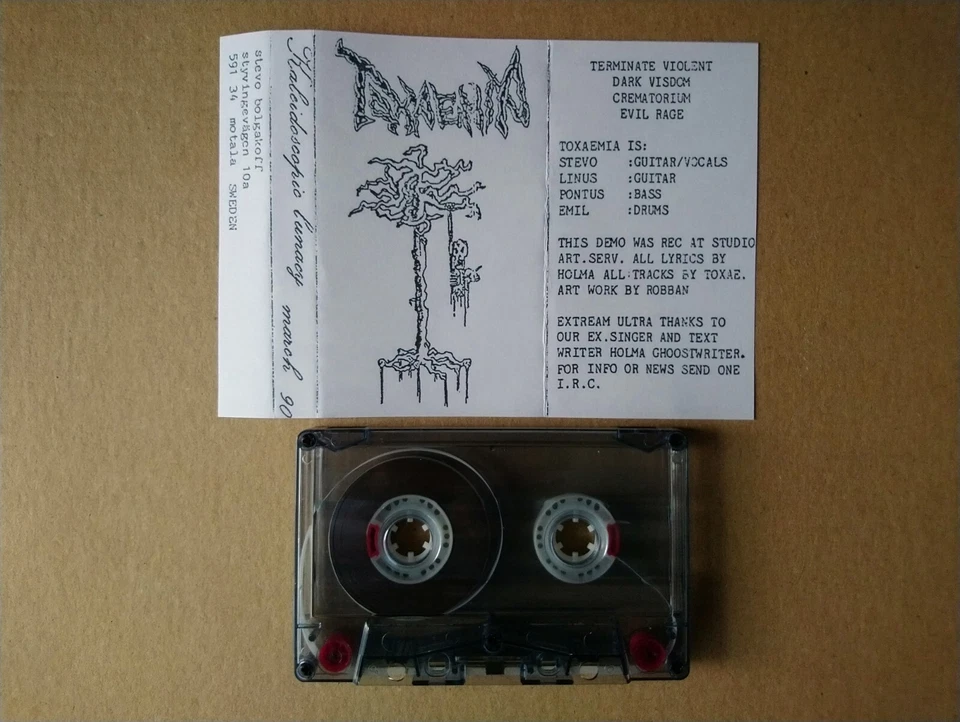 stevo bolgakoff
styvingevägen 10a
591 34 motala SWEDEN
Kaleidoscopic lunacy march 90
TOXAEMIA
TERMINATE VIOLENT
DARK VISDOM
CREMATORIUM
EVIL RAGE
TOXAEMIA IS:
STEVO :GUITAR/VOCALS
LINUS :GUITAR
PONTUS :BASS
EMIL :DRUMS
THIS DEMO WAS REC AT STUDIO
ART.SERV. ALL LYRICS BY
HOLMA ALL TRACKS BY TOXAE.
ART WORK BY ROBBAN
EXTREAM ULTRA THANKS TO
OUR EX.SINGER AND TEXT
WRITER HOLMA GHOOSTWRITER.
FOR INFO OR NEWS SEND ONE
I.R.C.